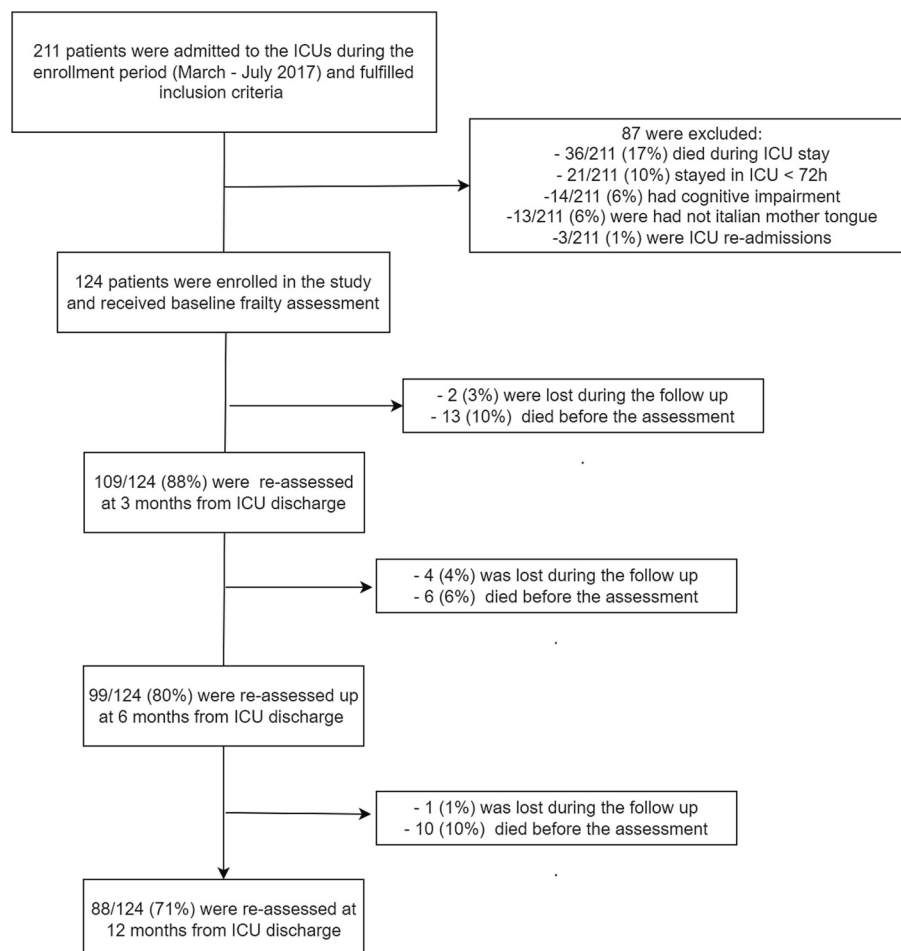 211 patients were admitted to the ICUs during the
enrollment period (March - July 2017) and fulfilled
inclusion criteria
87 were excluded:
- 36/211 (17%) died during ICU stay
- 21/211 (10%) stayed in ICU < 72h
-14/211 (6%) had cognitive impairment
-13/211 (6%) were had not italian mother tongue
-3/211 (1%) were ICU re-admissions
124 patients were enrolled in the study
and received baseline frailty assessment
- 2 (3%) were lost during the follow up
- 13 (10%) died before the assessment
.
109/124 (88%) were re-assessed
at 3 months from ICU discharge
- 4 (4%) was lost during the follow up
- 6 (6%) died before the assessment
.
99/124 (80%) were re-assessed up
at 6 months from ICU discharge
- 1 (1%) was lost during the follow up
- 10 (10%) died before the assessment
.
88/124 (71%) were re-assessed at
12 months from ICU discharge